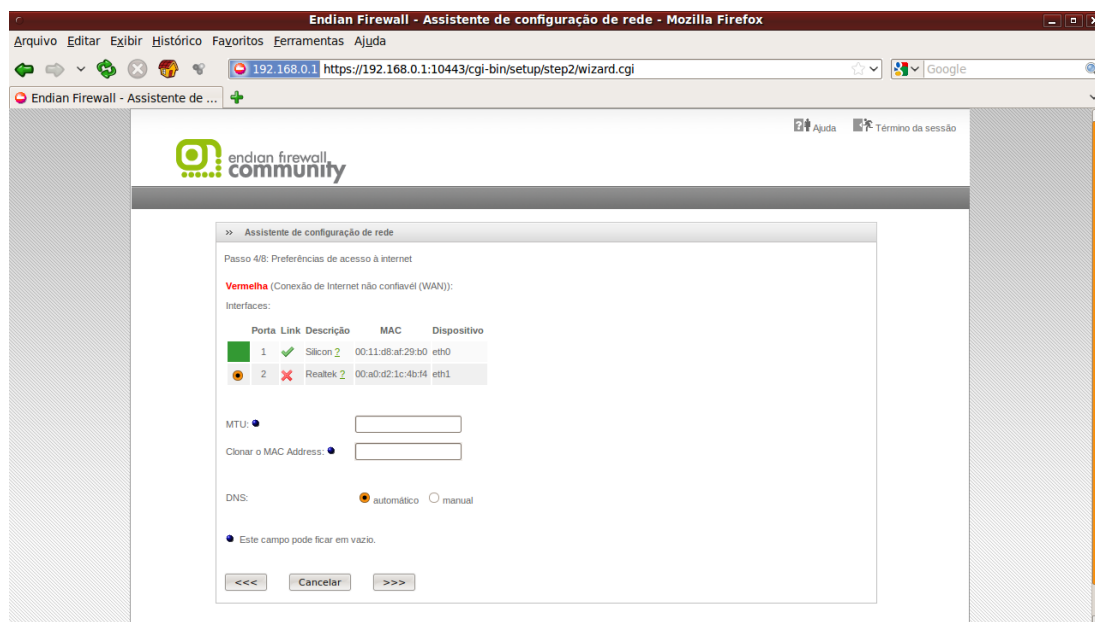 Endian Firewall - Assistente de configuração de rede - Mozilla Firefox
Arquivo Editar Exibir Histórico Favoritos Ferramentas Ajuda
192.168.0.1 https://192.168.0.1:10443/cgi-bin/setup/step2/wizard.cgi Google
Endian Firewall - Assistente de ...
Ajuda Término da sessão
endian firewall
community
>> Assistente de configuração de rede
Passo 4/8: Preferências de acesso à internet
Vermelha (Conexão de Internet não confiavél (WAN)):
Interfaces:
Porta Link Descrição MAC Dispositivo
1 Silicon ? 00:11:d8:af:29:b0 eth0
2 Realtek ? 00:a0:d2:1c:4b:f4 eth1
MTU:
Clonar o MAC Address:
DNS: automático manual
Este campo pode ficar em vazio.
<<< Cancelar >>>